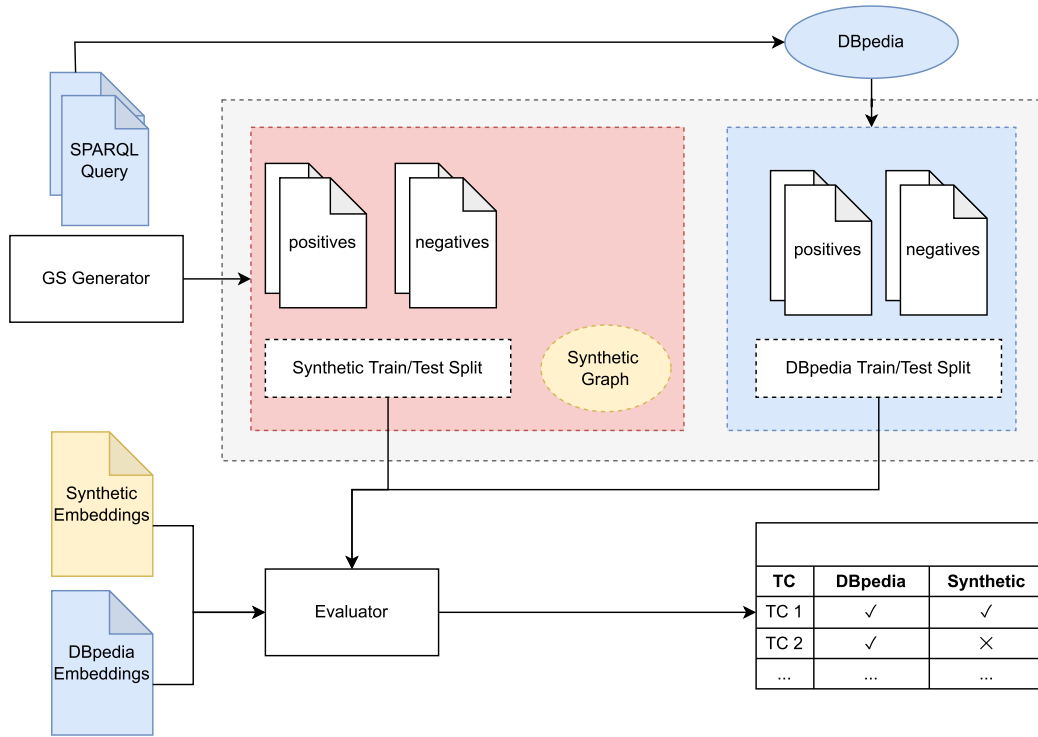 DBpedia
SPARQL
Query
GS Generator
positives
negatives
positives
negatives
Synthetic Train/Test Split
Synthetic
Graph
DBpedia Train/Test Split
Synthetic
Embeddings
DBpedia
Embeddings
Evaluator
TC DBpedia Synthetic
TC 1 ✓ ✓
TC 2 ✓ ✕
... ... ...